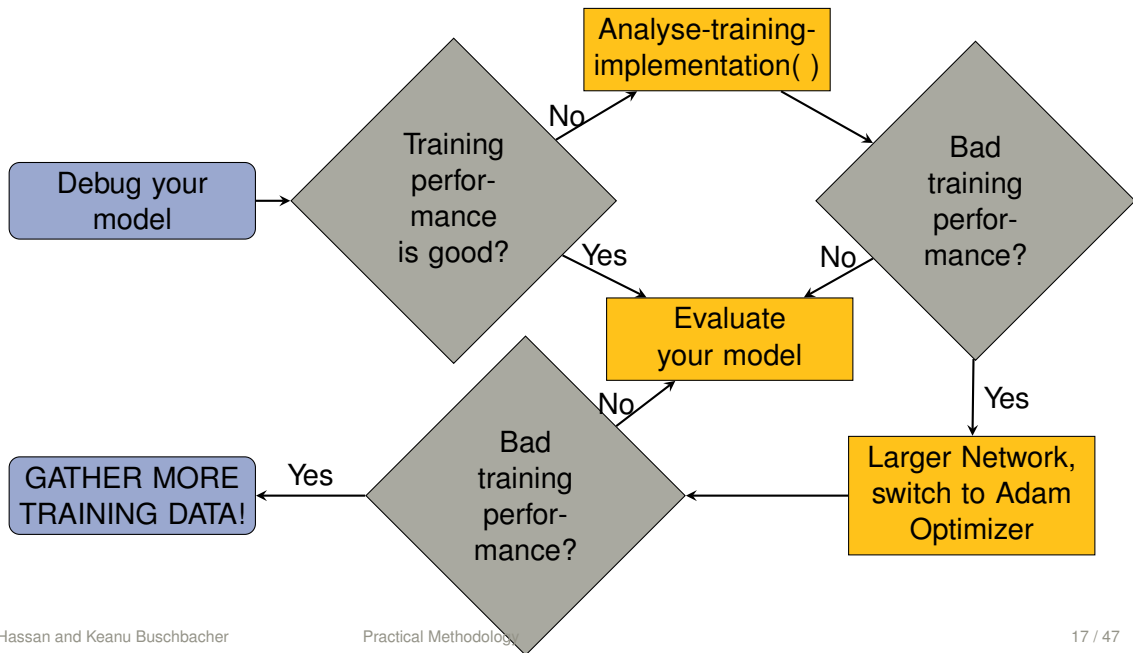 Debug your
model
Training
perfor-
mance
is good?
No
Analyse-training-
implementation( )
Bad
training
perfor-
mance?
Yes
No
Evaluate
your model
Yes
Larger Network,
switch to Adam
Optimizer
Bad
training
perfor-
mance?
No
Yes
GATHER MORE
TRAINING DATA!
Hassan and Keanu Buschbacher
Practical Methodology
17 / 47